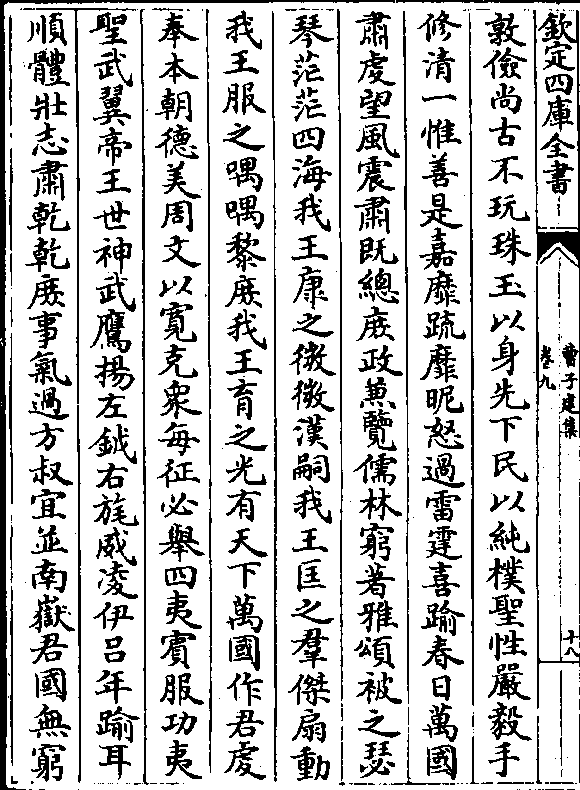 欽定四庫全書
曹子建集
卷九
十八
敦儉尚古不玩珠玉以身先下民以純樸聖性嚴毅手
修清一惟善是嘉靡疏靡昵怒過雷霆喜踰春日萬國
肅虔望風震肅既總庶政兼覽儒林窮著雅頌被之瑟
琴茫茫四海我王康之微微漢嗣我王匡之羣傑扇動
我王服之喁喁黎庶我王育之光有天下萬國作君虔
奉本朝德美周文以寛克衆每征必舉四夷賓服功夷
聖武翼帝王世神武鷹揚左鉞右旄威凌伊吕年踰耳
順體壯志肅乾乾庶事氣過方叔宜並南嶽君國無窮